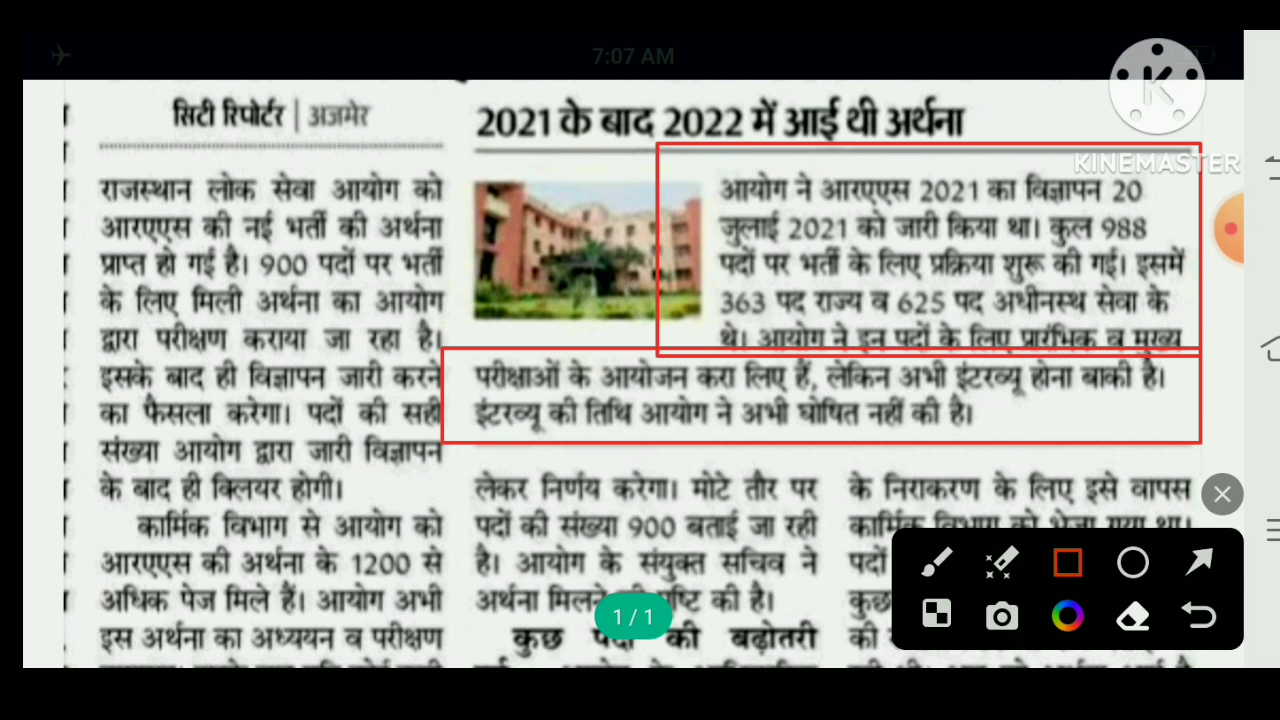 7:07 AM
KINEMASTER
सिटी रिपोर्टर | अजमेर
राजस्थान लोक सेवा आयोग को
आरएएस की नई भर्ती की अर्थना
प्राप्त हो गई है। 900 पदों पर भर्ती
के लिए मिली अर्थना का आयोग
द्वारा परीक्षण कराया जा रहा है।
इसके बाद ही विज्ञापन जारी करने
का फैसला करेगा। पदों की सही
संख्या आयोग द्वारा जारी विज्ञापन
के बाद ही क्लियर होगी।
कार्मिक विभाग से आयोग को
आरएएस की अर्थना के 1200 से
अधिक पेज मिले हैं। आयोग अभी
इस अर्थना का अध्ययन व परीक्षण
2021 के बाद 2022 में आई थी अर्थना
आयोग ने आरएएस 2021 का विज्ञापन 20
जुलाई 2021 को जारी किया था। कुल 988
पदों पर भर्ती के लिए प्रक्रिया शुरू की गई। इसमें
363 पद राज्य व 625 पद अधीनस्थ सेवा के
थे। आयोग ने इन पदों के लिए प्रारंभिक व मुख्य
परीक्षाओं के आयोजन करा लिए हैं, लेकिन अभी इंटरव्यू होना बाकी है।
इंटरव्यू की तिथि आयोग ने अभी घोषित नहीं की है।
लेकर निर्णय करेगा। मोटे तौर पर
पदों की संख्या 900 बताई जा रही
है। आयोग के संयुक्त सचिव ने
अर्थना मिलने की है।
कुछ की बढ़ोतरी
के निराकरण के लिए इसे वापस
कार्मिक विभाग को भेजा गया था।
पदों
कुछ
की
1 / 1